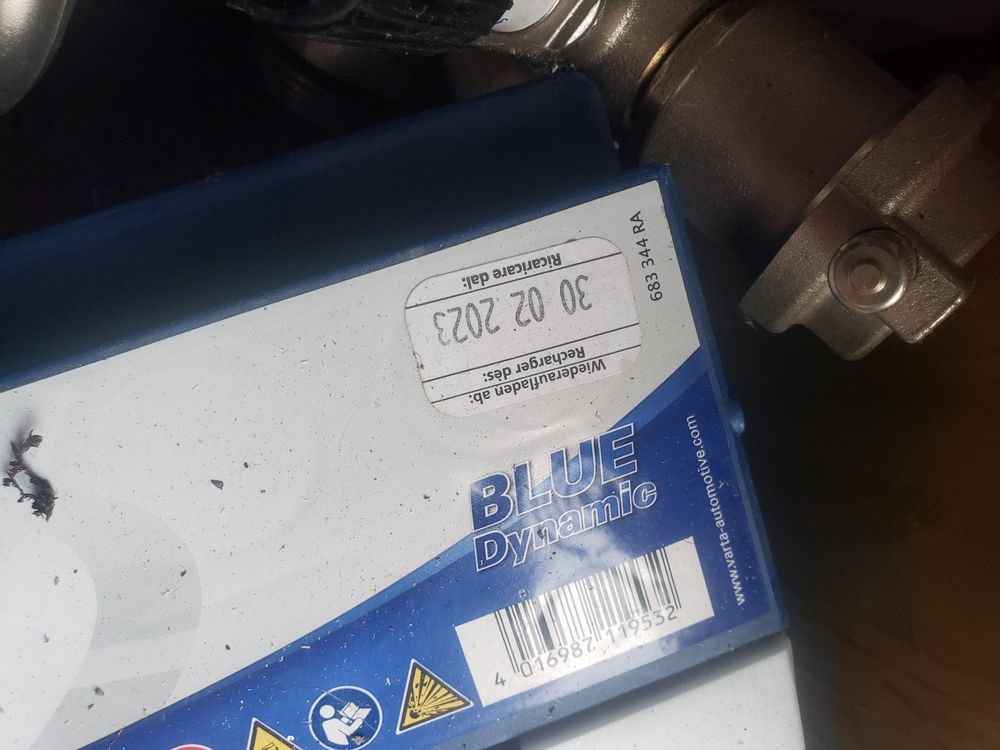 Wiederaufladen ab:
Recharger dès:
30 02 2023
Ricaricare dal:
683 344 RA
BLUE
Dynamic
www.varta-automotive.com
4 016987 119532